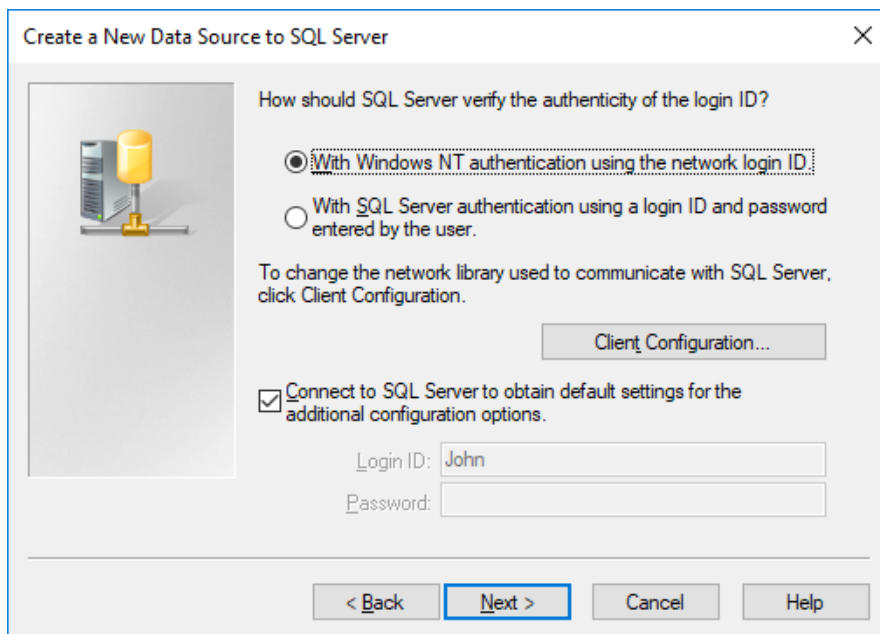 Create a New Data Source to SQL Server
How should SQL Server verify the authenticity of the login ID?
With Windows NT authentication using the network login ID.
With SQL Server authentication using a login ID and password
entered by the user.
To change the network library used to communicate with SQL Server,
click Client Configuration.
Client Configuration...
Connect to SQL Server to obtain default settings for the
additional configuration options.
Login ID: John
Password:
< Back Next > Cancel Help